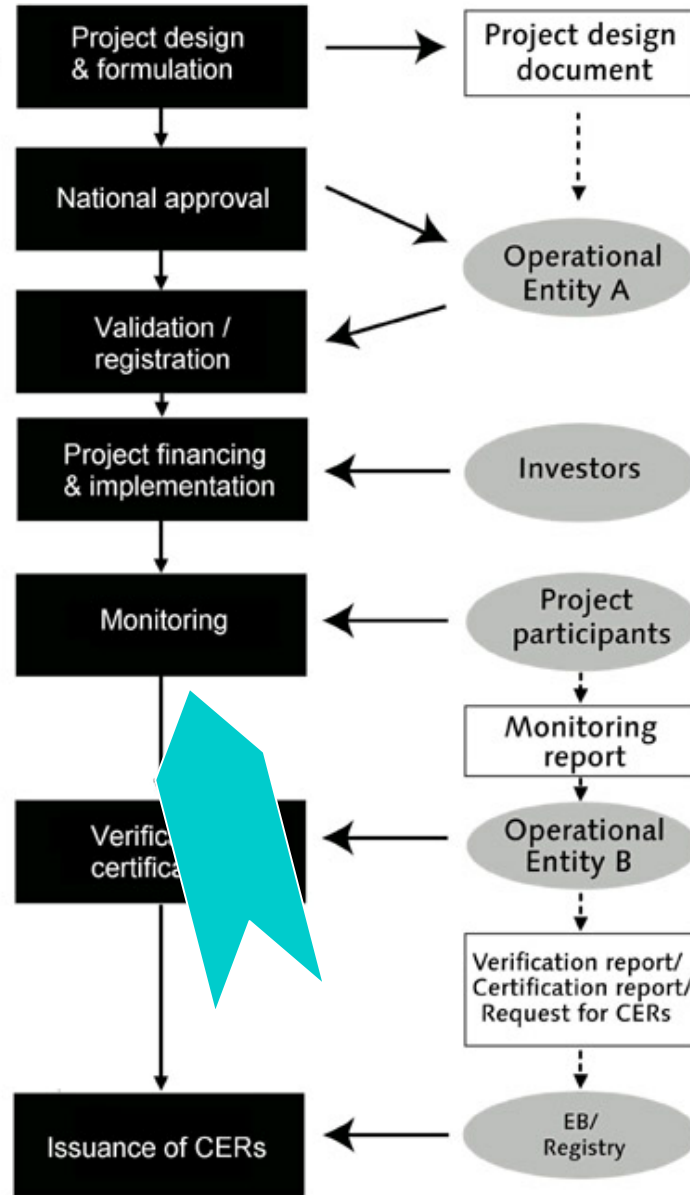 Project design
& formulation
Project design
document
National approval
Operational
Entity A
Validation /
registration
Project financing
& implementation
Investors
Monitoring
Project
participants
Monitoring
report
Operational
Entity B
Verification report/
Certification report/
Request for CERs
Issuance of CERs
EB/
Registry